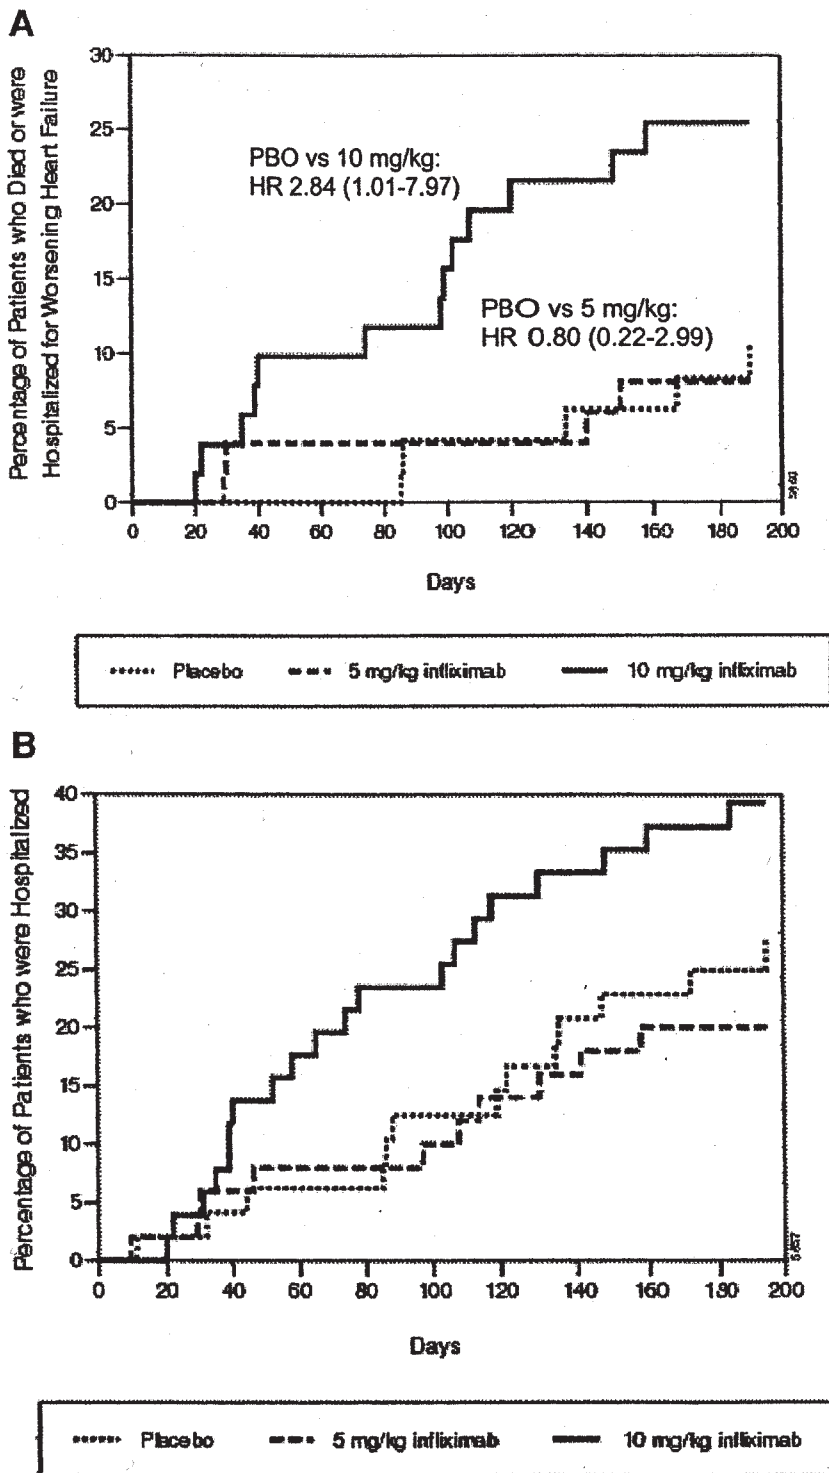 A
Percentage of Patients who Died or were
Hospitalized for Worsening Heart Failure
30
25
20
15
10
5
0
PBO vs 10 mg/kg:
HR 2.84 (1.01-7.97)
PBO vs 5 mg/kg:
HR 0.80 (0.22-2.99)
0 20 40 60 80 100 120 140 160 180 200
Days
Placebo 5 mg/kg infliximab 10 mg/kg infliximab
B
Percentage of Patients who were Hospitalized
40
35
30
25
20
15
10
5
0
0 20 40 60 80 100 120 140 160 180 200
Days
Placebo 5 mg/kg infliximab 10 mg/kg infliximab